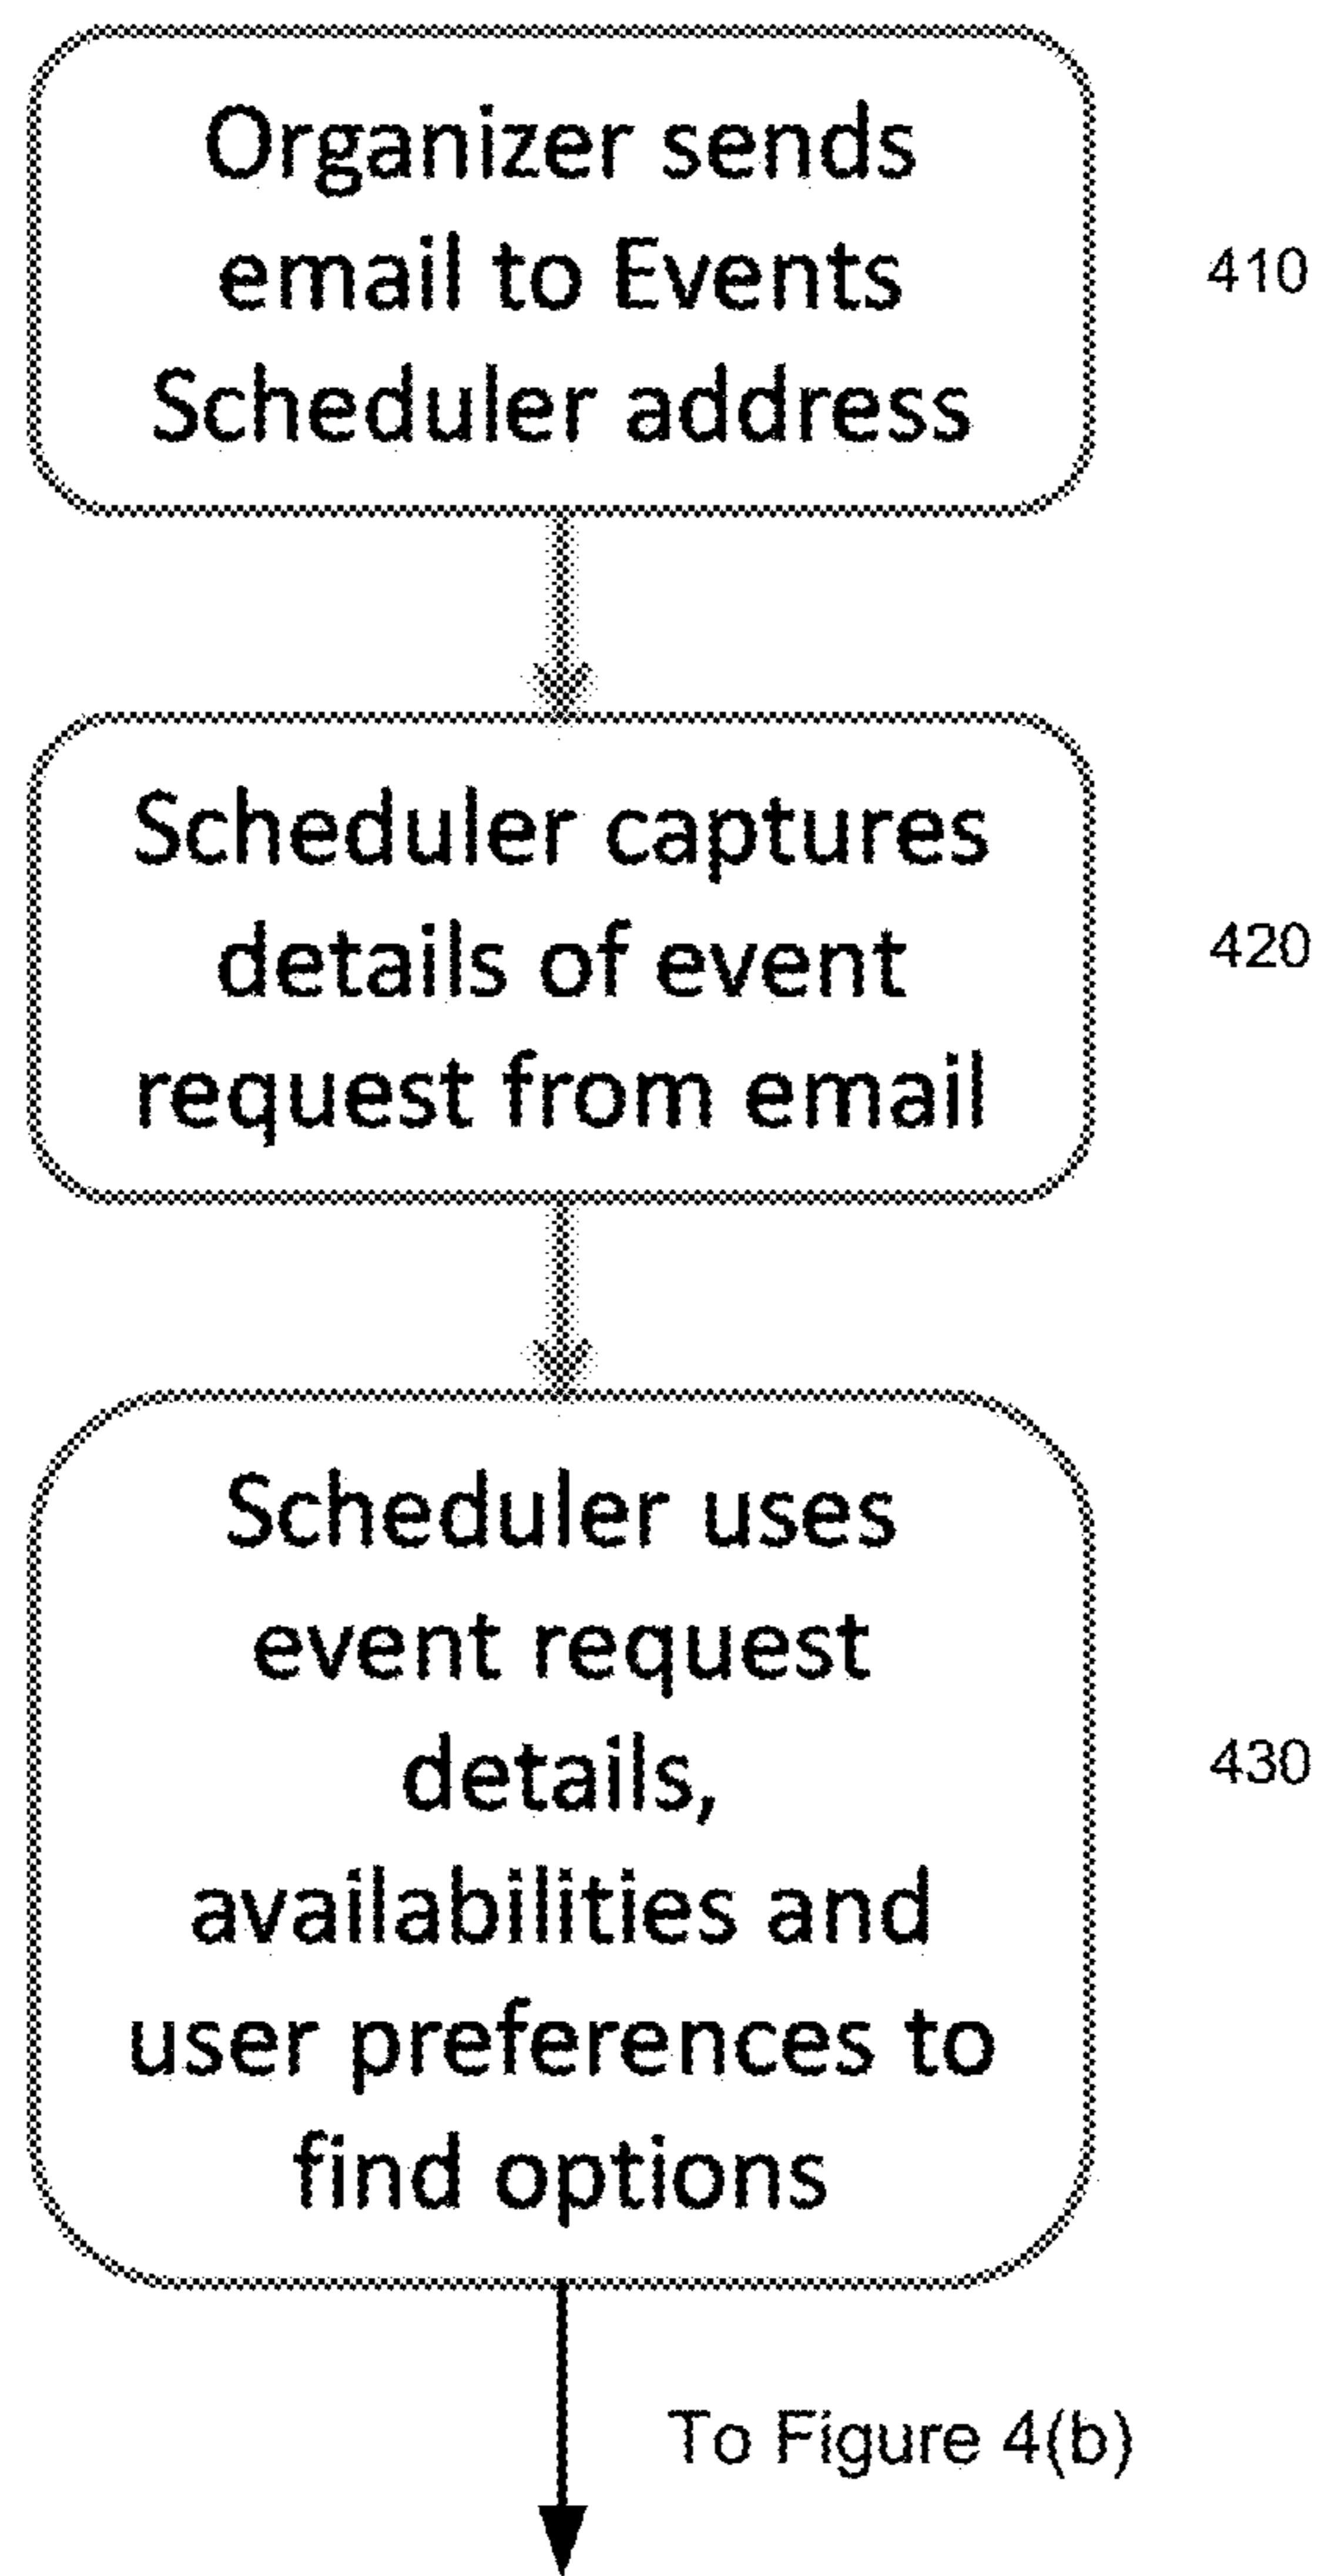 Organizer sends
email to Events
Scheduler address
410
Scheduler captures
details of event
request from email
420
Scheduler uses
event request
details,
availabilities and
user preferences to
find options
430
To Figure 4(b)